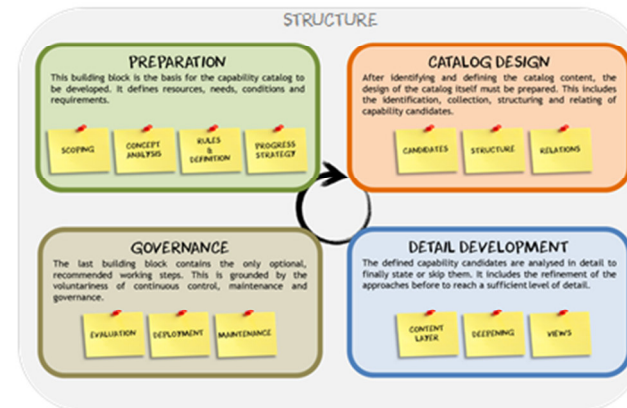 STRUCTURE
PREPARATION
This building block is the basis for the capability catalog to
be developed. It defines resources, needs, conditions and
requirements.
SCOPING
CONCEPT
ANALYSIS
RULES
&
DEFINITION
PROGRESS
STRATEGY
CATALOG DESIGN
After identifying and defining the catalog content, the
design of the catalog itself must be prepared. This includes
the identification, collection, structuring and relating of
capability candidates.
CANDIDATES
STRUCTURE
RELATIONS
GOVERNANCE
The last building block contains the only optional,
recommended working steps. This is grounded by the
voluntariness of continuous control, maintenance and
governance.
EVALUATION
DEPLOYMENT
MAINTENANCE
DETAIL DEVELOPMENT
The defined capability candidates are analysed in detail to
finally state or skip them. It includes the refinement of the
approaches before to reach a sufficient level of detail.
CONTENT
LAYER
DEEPENING
VIEWS